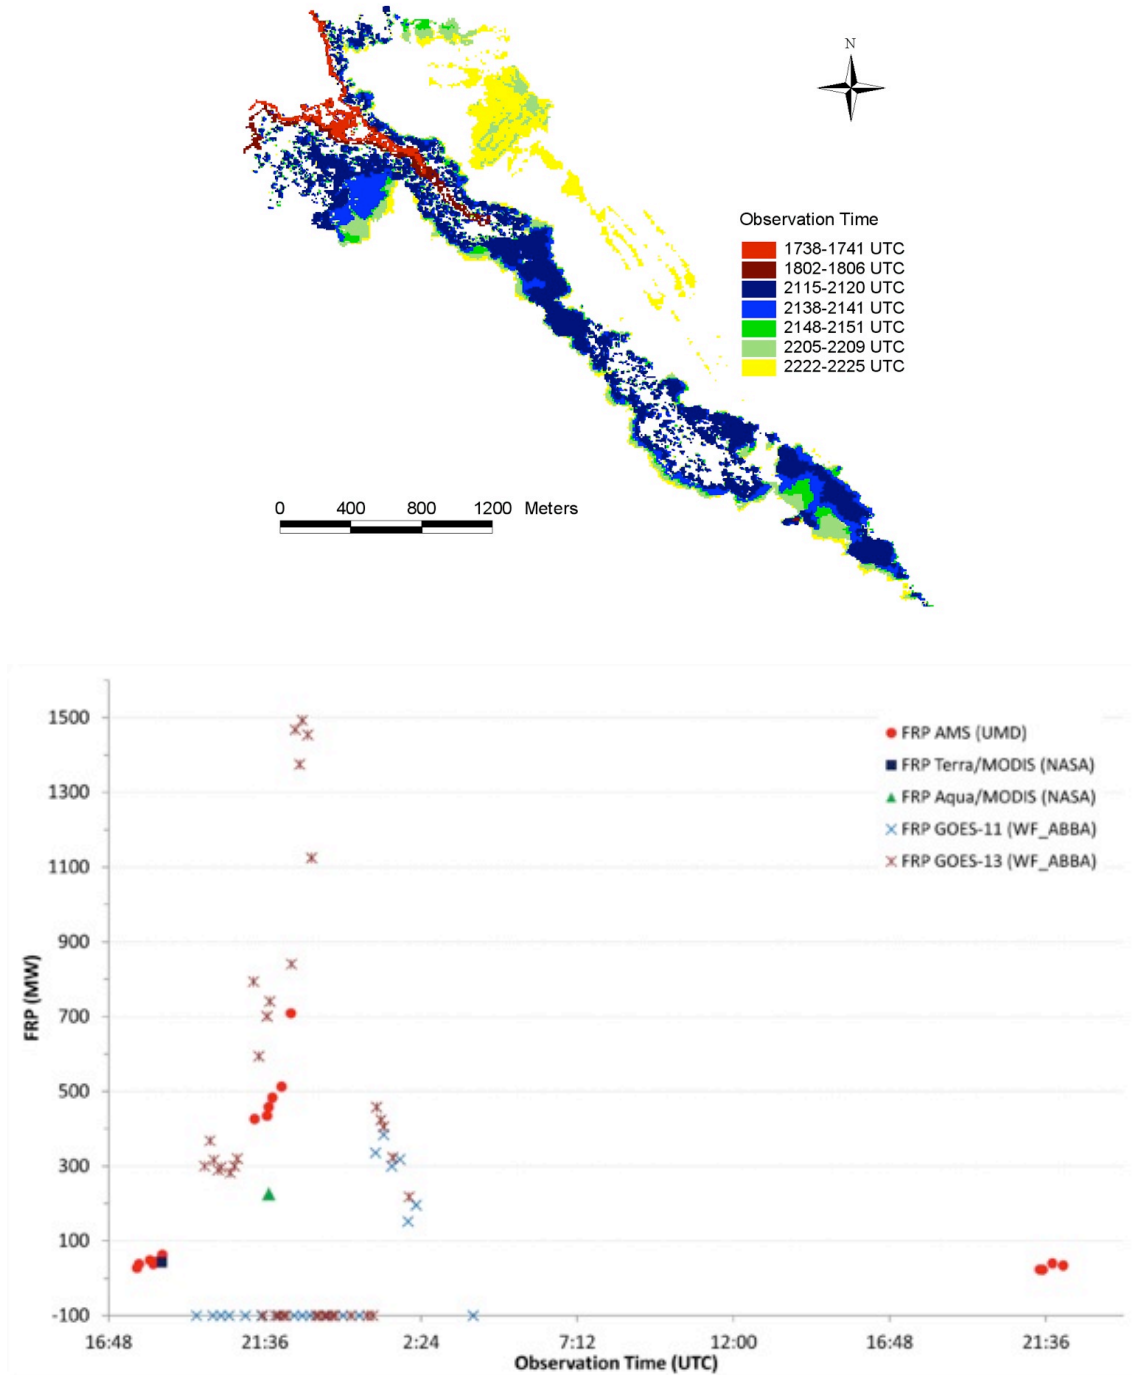 N
Observation Time
1738-1741 UTC
1802-1806 UTC
2115-2120 UTC
2138-2141 UTC
2148-2151 UTC
2205-2209 UTC
2222-2225 UTC
0 400 800 1200 Meters
1500
1300
1100
900
700
500
300
100
-100
FRP (MW)
FRP AMS (UMD)
FRP Terra/MODIS (NASA)
FRP Aqua/MODIS (NASA)
FRP GOES-11 (WF_ABBA)
FRP GOES-13 (WF_ABBA)
16:48 21:36 2:24 7:12 12:00 16:48 21:36
Observation Time (UTC)